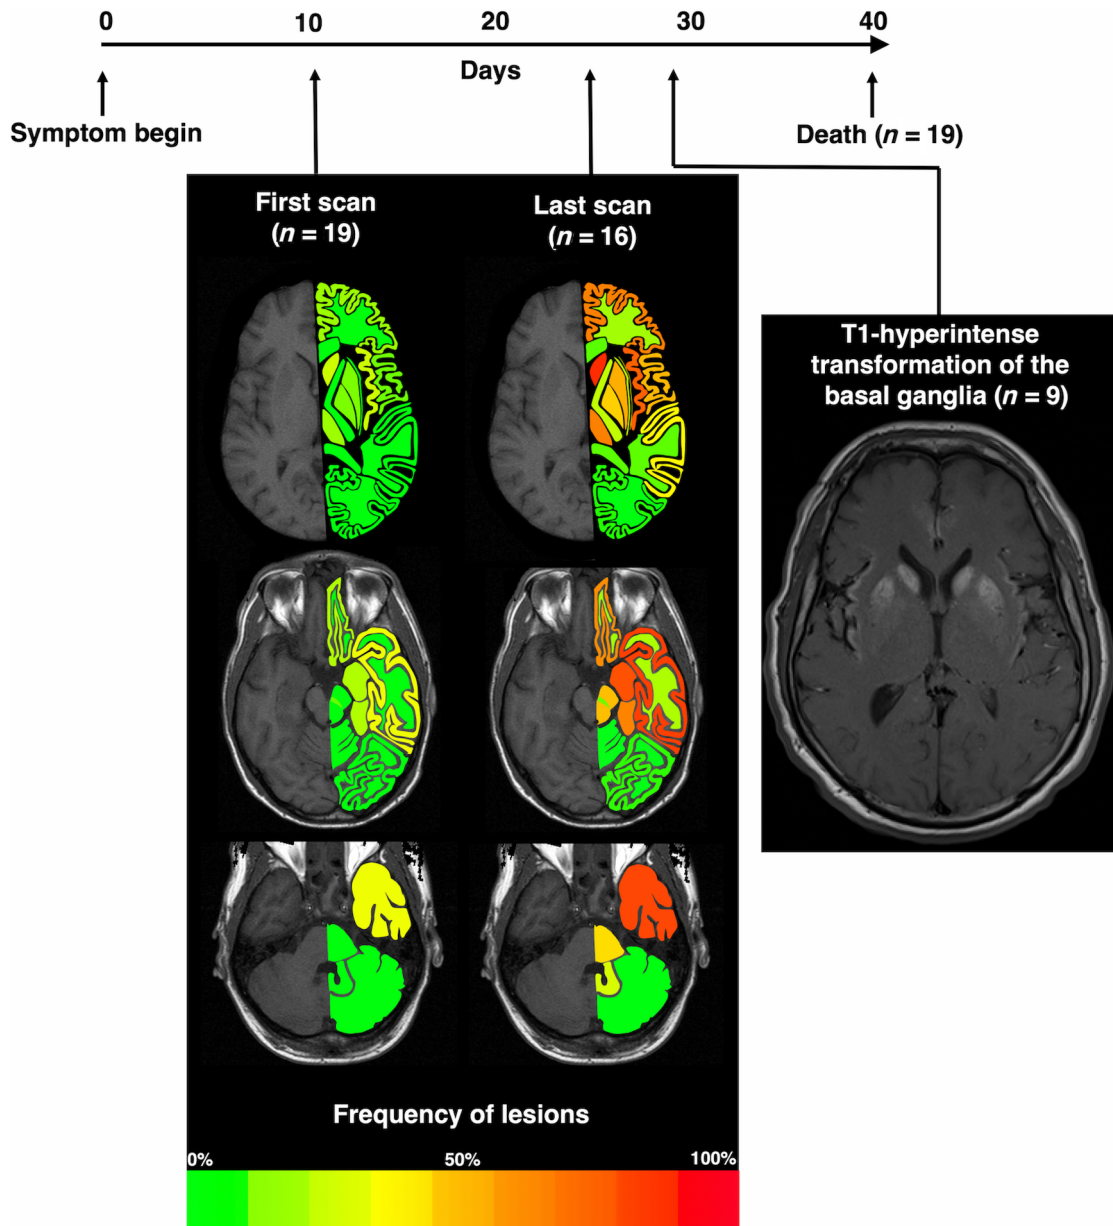 0 10 20 30 40
Days
Symptom begin
Death (n = 19)
First scan
(n = 19)
Last scan
(n = 16)
T1-hyperintense
transformation of the
basal ganglia (n = 9)
Frequency of lesions
0% 50% 100%